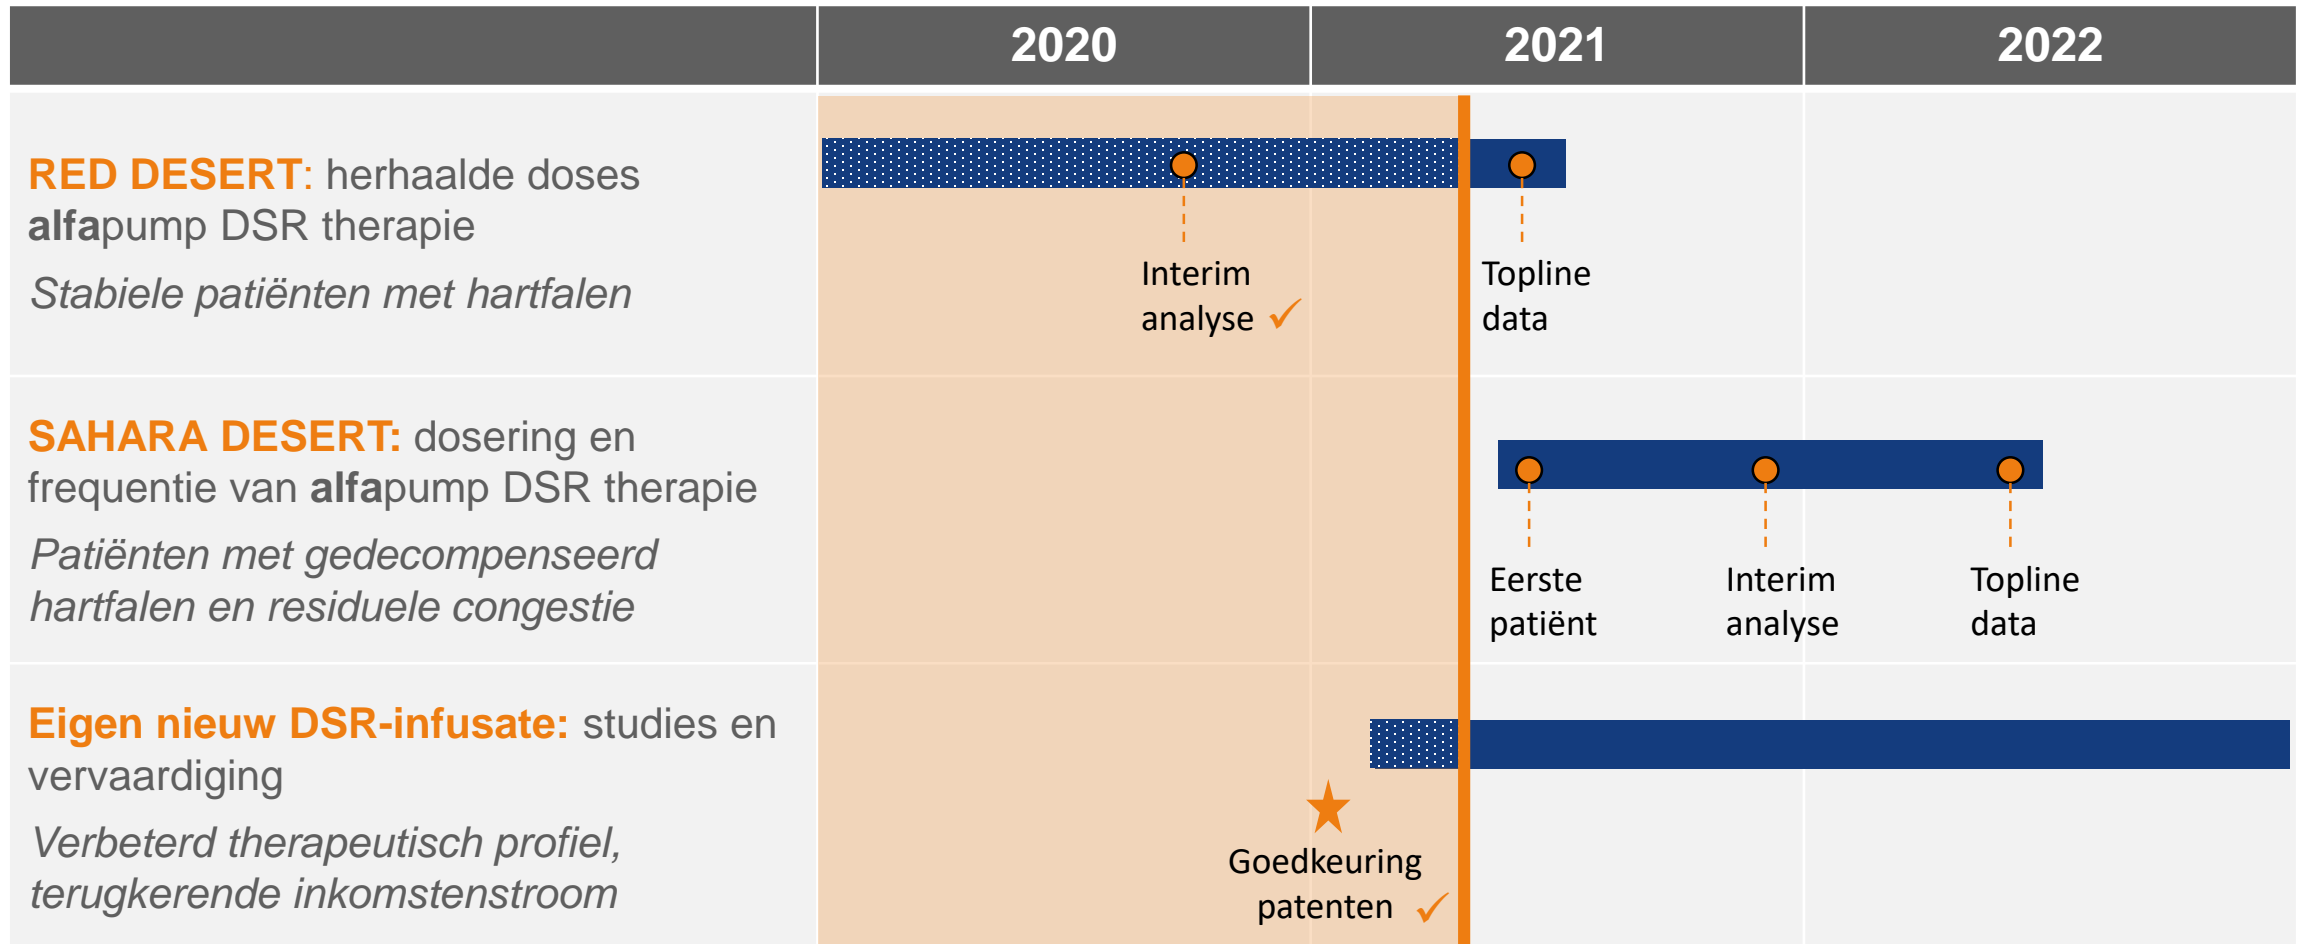 2020 2021 2022
RED DESERT: herhaalde doses
alfapump DSR therapie
Stabiele patiënten met hartfalen
Interim
analyse ✓
Topline
data
SAHARA DESERT: dosering en
frequentie van alfapump DSR therapie
Patiënten met gedecompenseerd
hartfalen en residuele congestie
Eerste
patiënt
Interim
analyse
Topline
data
Eigen nieuw DSR-infusate: studies en
vervaardiging
Verbeterd therapeutisch profiel,
terugkerende inkomstenstroom
Goedkeuring
patenten ✓